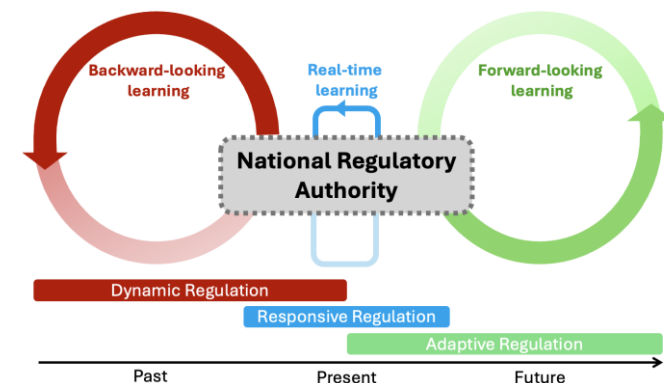 Backward-looking
learning
Real-time
learning
Forward-looking
learning
National Regulatory
Authority
Dynamic Regulation
Responsive Regulation
Adaptive Regulation
Past
Present
Future